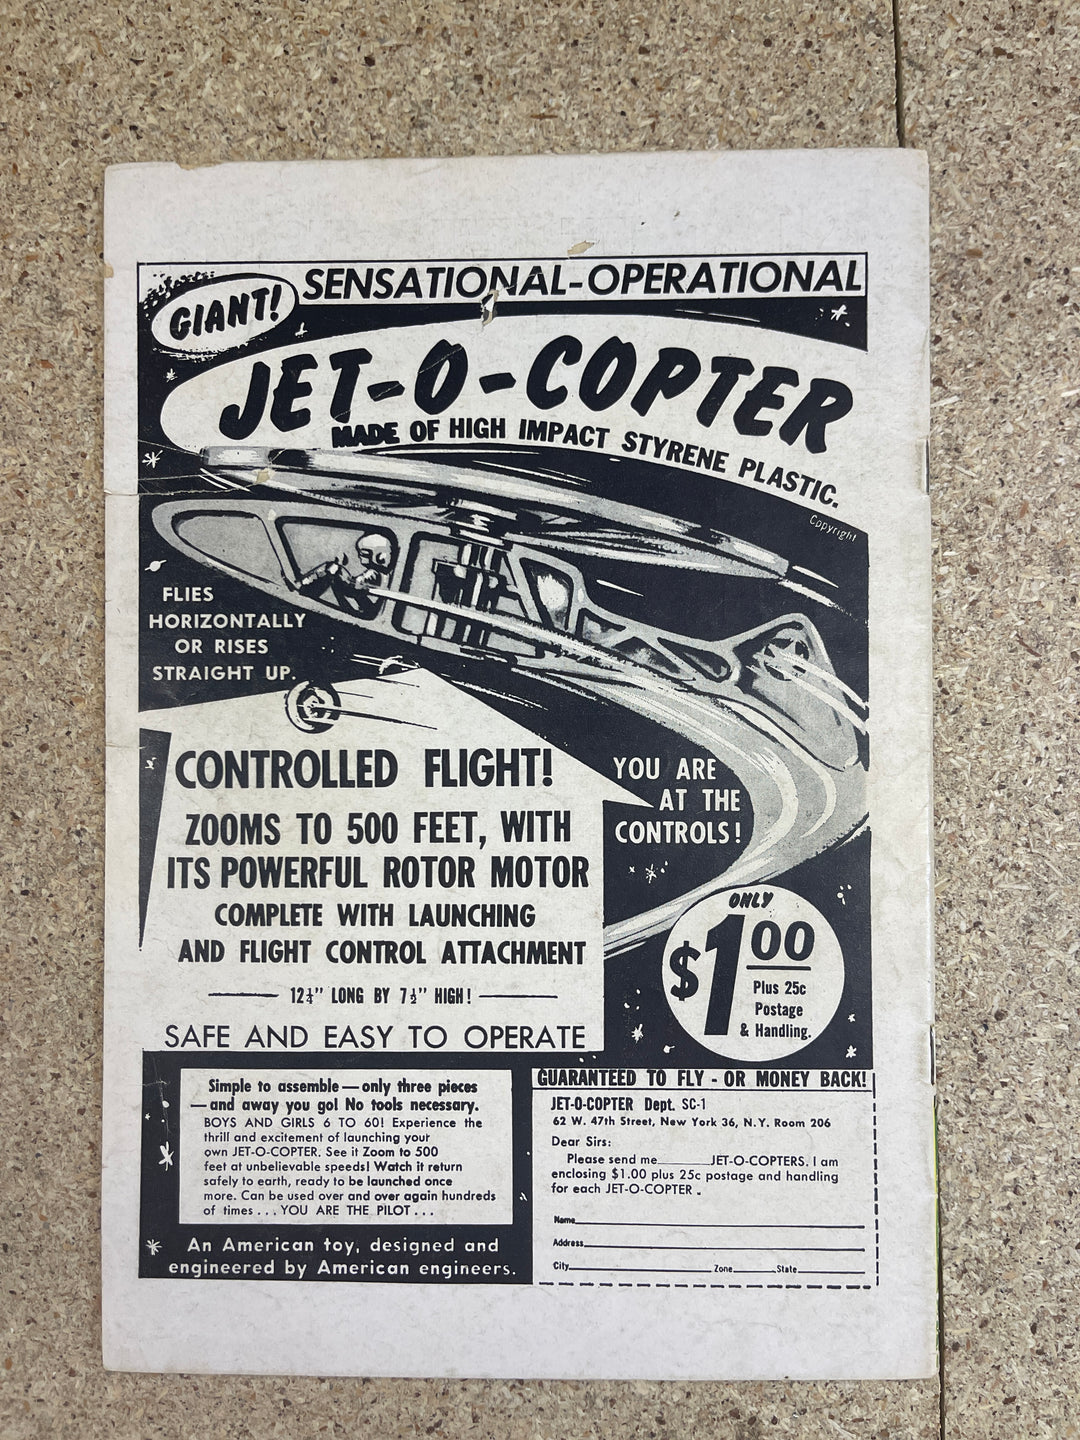 GIANT!
SENSATIONAL-OPERATIONAL
JET-O-COPTER
MADE OF HIGH IMPACT STYRENE PLASTIC.
Copyright
FLIES
HORIZONTALLY
OR RISES
STRAIGHT UP.
CONTROLLED FLIGHT!
ZOOMS TO 500 FEET, WITH
ITS POWERFUL ROTOR MOTOR
COMPLETE WITH LAUNCHING
AND FLIGHT CONTROL ATTACHMENT
12¼" LONG BY 7½" HIGH!
SAFE AND EASY TO OPERATE
YOU ARE
AT THE
CONTROLS!
ONLY
$1.00
Plus 25c
Postage
& Handling.
Simple to assemble — only three pieces
— and away you go! No tools necessary.
BOYS AND GIRLS 6 TO 60! Experience the
thrill and excitement of launching your
own JET-O-COPTER. See it Zoom to 500
feet at unbelievable speeds! Watch it return
safely to earth, ready to be launched once
more. Can be used over and over again hundreds
of times . . . YOU ARE THE PILOT . . .
An American toy, designed and
engineered by American engineers.
GUARANTEED TO FLY - OR MONEY BACK!
JET-O-COPTER Dept. SC-1
62 W. 47th Street, New York 36, N.Y. Room 206
Dear Sirs:
Please send me______JET-O-COPTERS. I am
enclosing $1.00 plus 25c postage and handling
for each JET-O-COPTER .
Name
Address
City Zone State